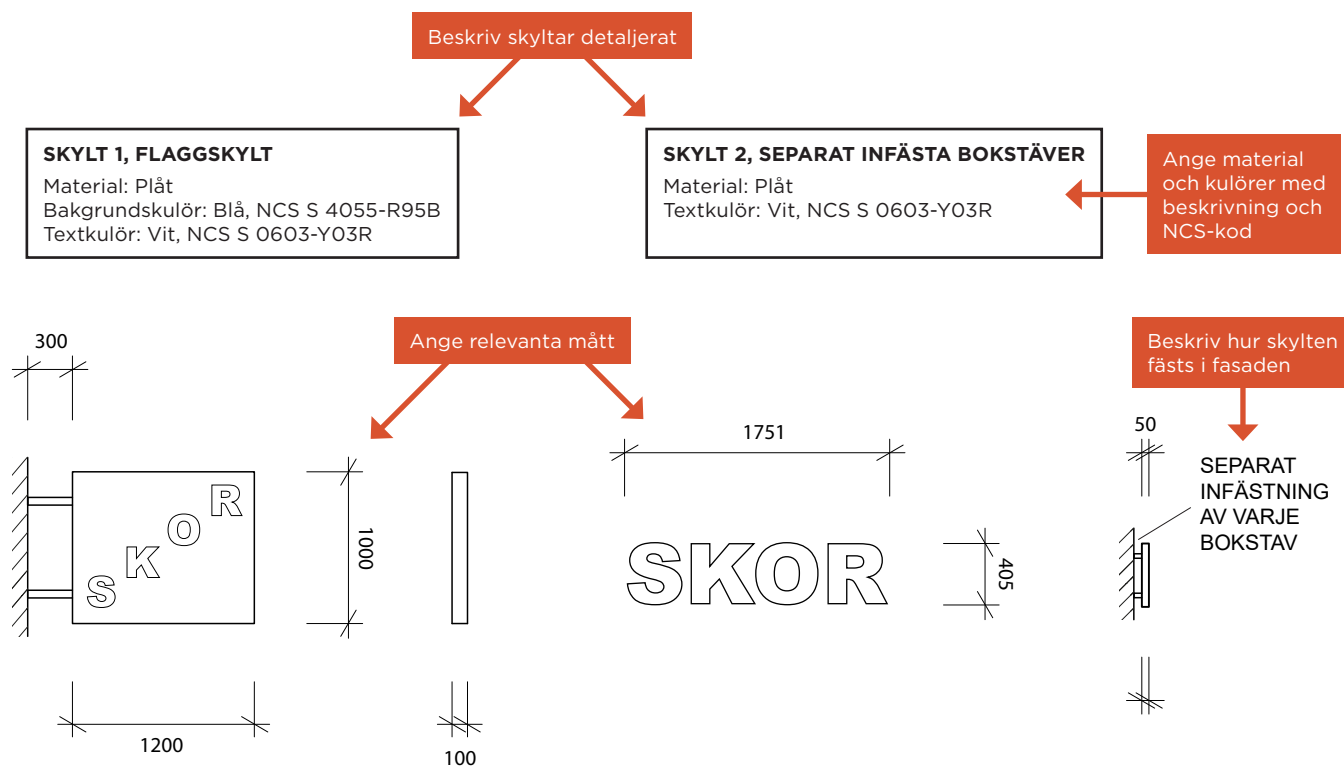 Beskriv skyltar detaljerat
SKYLT 1, FLAGGSKYLT
Material: Plåt
Bakgrundskulör: Blå, NCS S 4055-R95B
Textkulör: Vit, NCS S 0603-Y03R
SKYLT 2, SEPARAT INFÄSTA BOKSTÄVER
Material: Plåt
Textkulör: Vit, NCS S 0603-Y03R
Ange material
och kulörer med
beskrivning och
NCS-kod
300
Ange relevanta mått
Beskriv hur skylten
fästs i fasaden
1751
50
SEPARAT
INFÄSTNING
AV VARJE
BOKSTAV
SKOR
1000
SKOR
405
1200
100